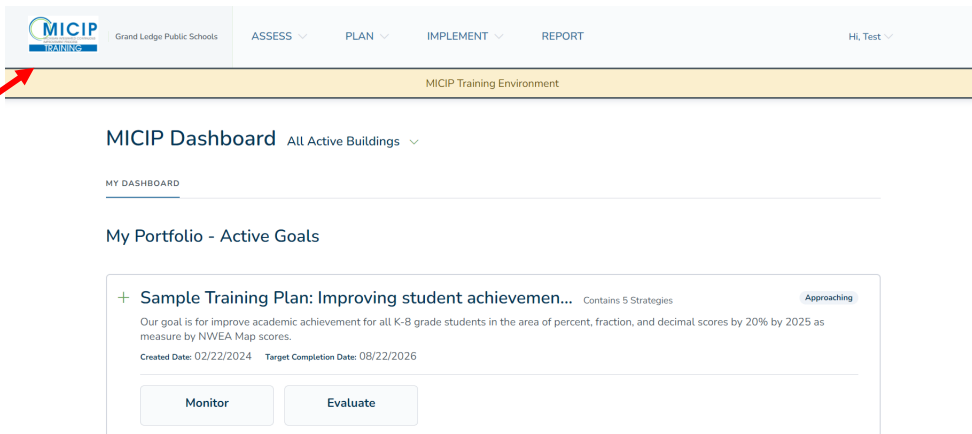 MICIP
TRAINING
Grand Ledge Public Schools
ASSESS
PLAN
IMPLEMENT
REPORT
Hi, Test
MICIP Training Environment
MICIP Dashboard All Active Buildings
MY DASHBOARD
My Portfolio - Active Goals
Sample Training Plan: Improving student achievemen... Contains 5 Strategies Approaching
Our goal is for improve academic achievement for all K-8 grade students in the area of percent, fraction, and decimal scores by 20% by 2025 as
measure by NWEA Map scores.
Created Date: 02/22/2024 Target Completion Date: 08/22/2026
Monitor Evaluate